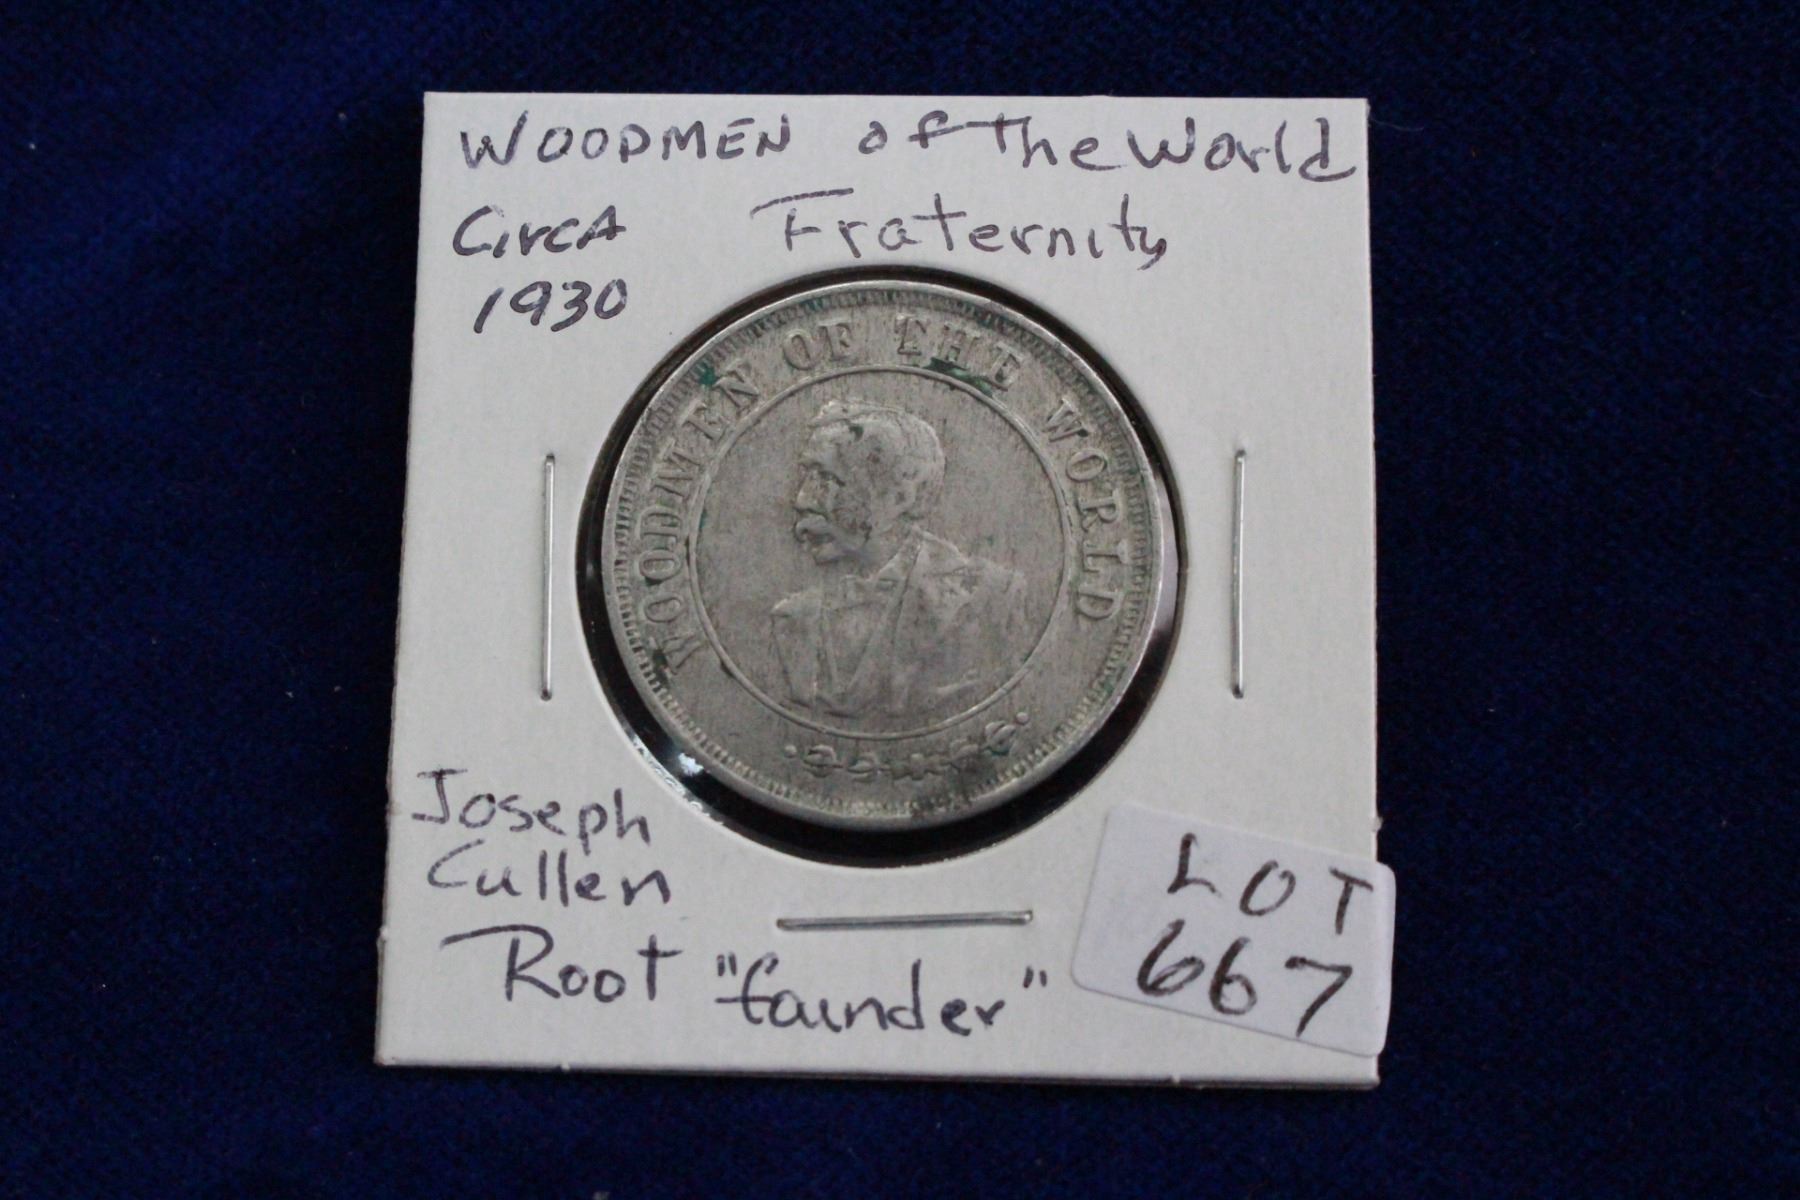 WOODMEN of The World
CircA Fraternity
1930
WOODMEN OF THE WORLD
Joseph
Cullen
Root "founder"
LOT
667